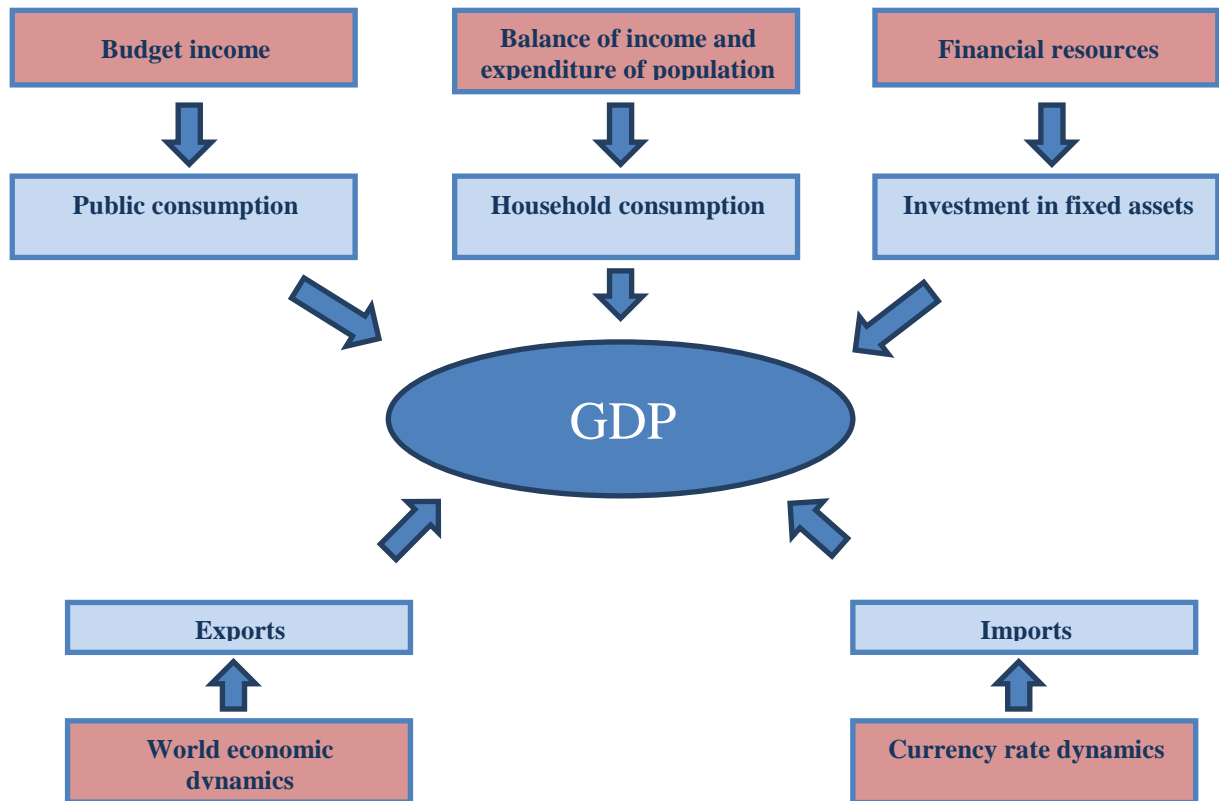 Budget income
Balance of income and
expenditure of population
Financial resources
Public consumption
Household consumption
Investment in fixed assets
GDP
Exports
Imports
World economic
dynamics
Currency rate dynamics